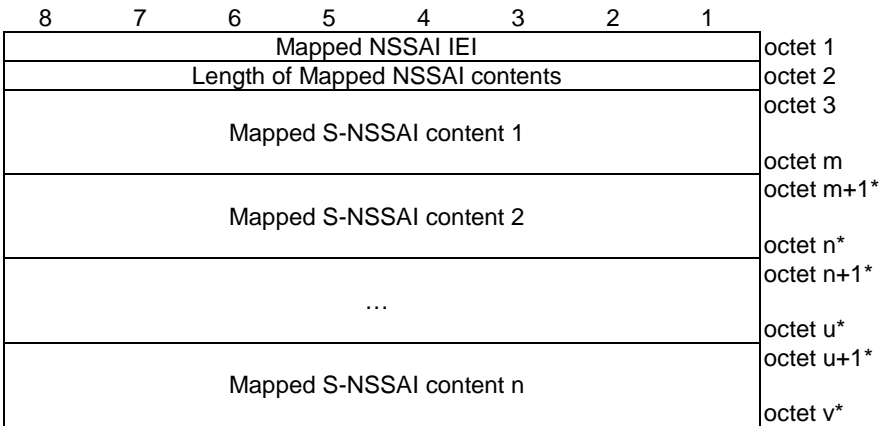 8 7 6 5 4 3 2 1
Mapped NSSAI IEI octet 1
Length of Mapped NSSAI contents octet 2
octet 3
Mapped S-NSSAI content 1
octet m
octet m+1*
Mapped S-NSSAI content 2
octet n*
octet n+1*
…
octet u*
octet u+1*
Mapped S-NSSAI content n
octet v*